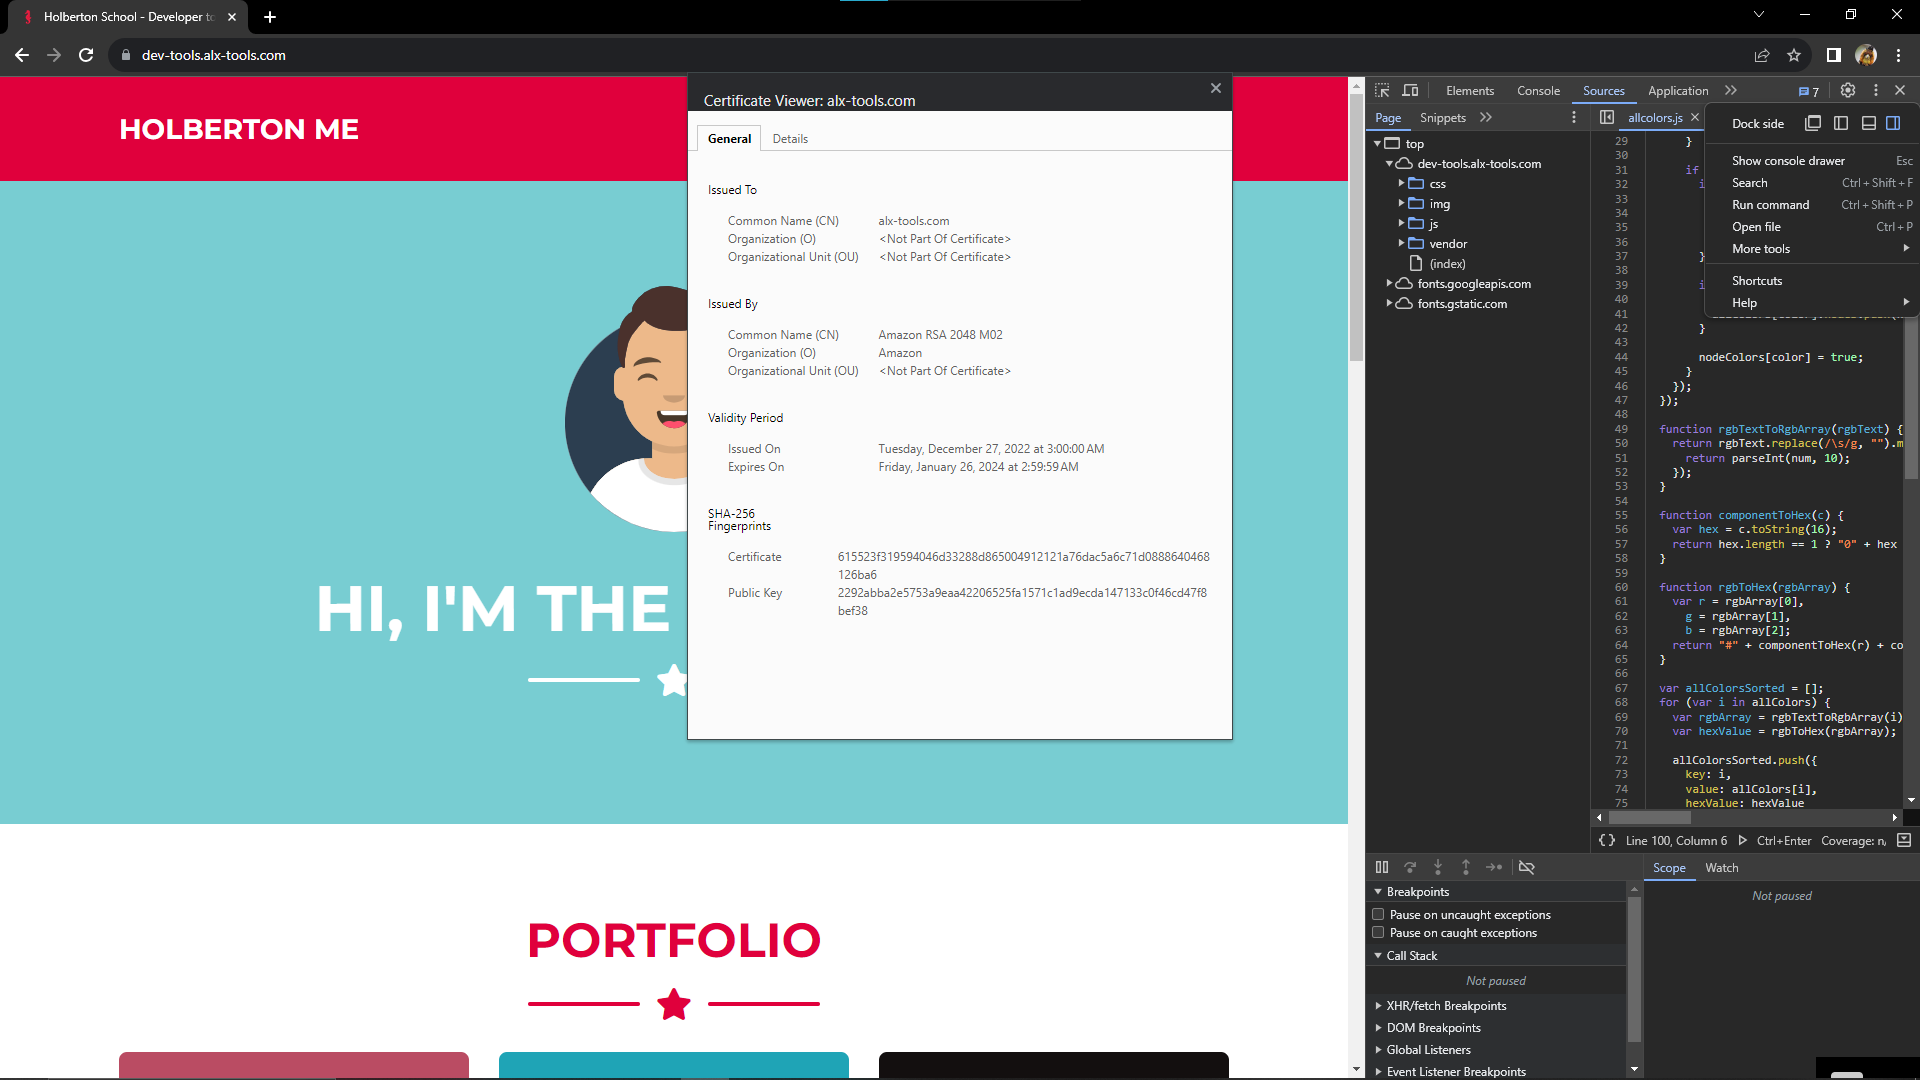 Holberton School - Developer to
dev-tools.alx-tools.com
HOLBERTON ME
HI, I'M THE
PORTFOLIO
Certificate Viewer: alx-tools.com
General Details
Issued To
Common Name (CN) alx-tools.com
Organization (O) <Not Part Of Certificate>
Organizational Unit (OU) <Not Part Of Certificate>
Issued By
Common Name (CN) Amazon RSA 2048 M02
Organization (O) Amazon
Organizational Unit (OU) <Not Part Of Certificate>
Validity Period
Issued On Tuesday, December 27, 2022 at 3:00:00 AM
Expires On Friday, January 26, 2024 at 2:59:59 AM
SHA-256
Fingerprints
Certificate 615523f319594046d33288d865004912121a76dac5a6c71d0888640468
126ba6
Public Key 2292abba2e5753a9eaa42206525fa1571c1ad9ecda147133c0f46cd47f8
bef38
Elements Console Sources Application 7
Page Snippets
top
dev-tools.alx-tools.com
css
img
js
vendor
(index)
fonts.googleapis.com
fonts.gstatic.com
allcolors.js
Dock side
Show console drawer Esc
Search Ctrl + Shift + F
Run command Ctrl + Shift + P
Open file Ctrl + P
More tools
Shortcuts
Help
29 }
30
31 if
32 i
33
34
35
36
37 }
38
39 i
40
41
42 }
43
44 nodeColors[color] = true;
45 }
46 });
47 });
48
49 function rgbTextToRgbArray(rgbText) {
50 return rgbText.replace(/\s/g, "").m
51 return parseInt(num, 10);
52 });
53 }
54
55 function componentToHex(c) {
56 var hex = c.toString(16);
57 return hex.length == 1 ? "0" + hex
58 }
59
60 function rgbToHex(rgbArray) {
61 var r = rgbArray[0],
62 g = rgbArray[1],
63 b = rgbArray[2];
64 return "#" + componentToHex(r) + co
65 }
66
67 var allColorsSorted = [];
68 for (var i in allColors) {
69 var rgbArray = rgbTextToRgbArray(i)
70 var hexValue = rgbToHex(rgbArray);
71
72 allColorsSorted.push({
73 key: i,
74 value: allColors[i],
75 hexValue: hexValue
{} Line 100, Column 6 Ctrl+Enter Coverage: n/
Breakpoints
Pause on uncaught exceptions
Pause on caught exceptions
Call Stack
Not paused
XHR/fetch Breakpoints
DOM Breakpoints
Global Listeners
Event Listener Breakpoints
Scope Watch
Not paused